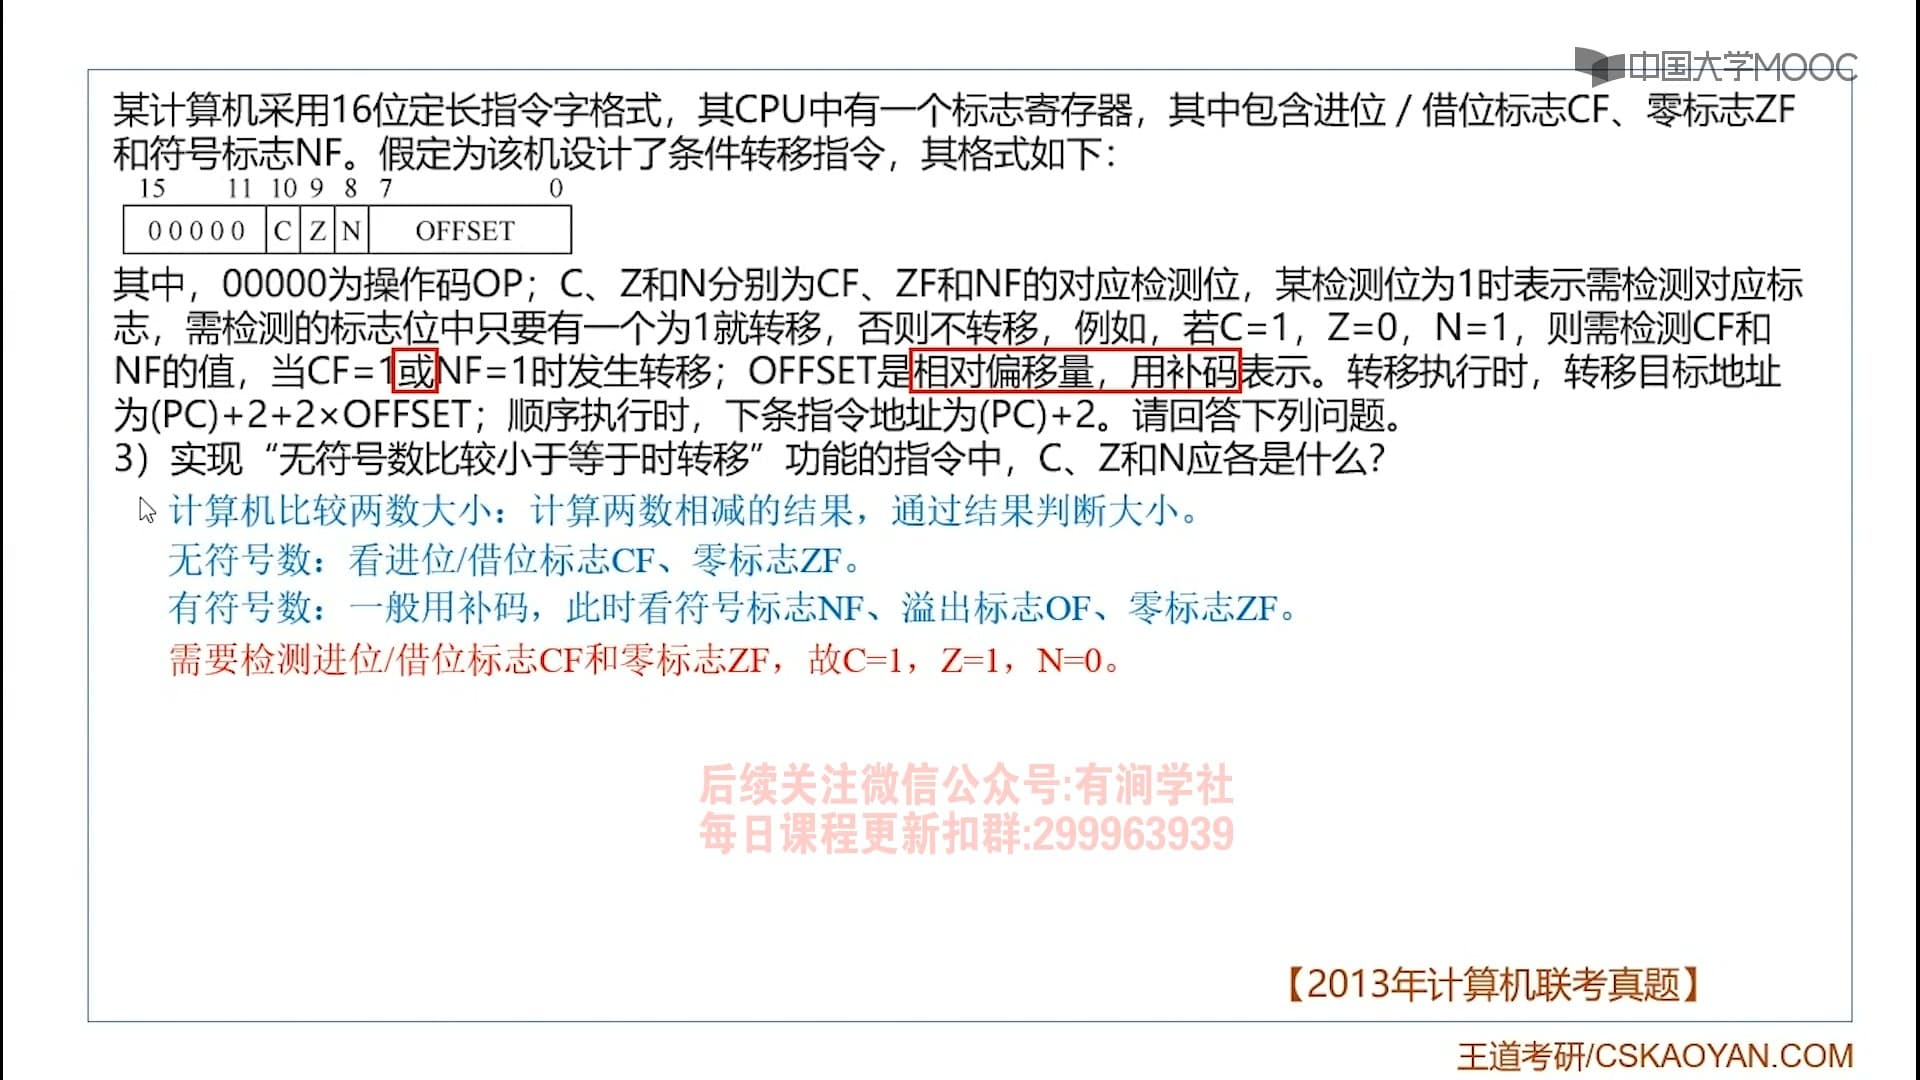 中国大学MOOC
某计算机采用16位定长指令字格式，其CPU中有一个标志寄存器，其中包含进位 / 借位标志CF、零标志ZF
和符号标志NF。假定为该机设计了条件转移指令，其格式如下：
15 11 10 9 8 7 0
00000 C Z N OFFSET
其中，00000为操作码OP；C、Z和N分别为CF、ZF和NF的对应检测位，某检测位为1时表示需检测对应标
志，需检测的标志位中只要有一个为1就转移，否则不转移，例如，若C=1，Z=0，N=1，则需检测CF和
NF的值，当CF=1或NF=1时发生转移；OFFSET是相对偏移量，用补码表示。转移执行时，转移目标地址
为(PC)+2+2×OFFSET；顺序执行时，下条指令地址为(PC)+2。请回答下列问题。
3）实现“无符号数比较小于等于时转移”功能的指令中，C、Z和N应各是什么？
计算机比较两数大小：计算两数相减的结果，通过结果判断大小。
无符号数：看进位/借位标志CF、零标志ZF。
有符号数：一般用补码，此时看符号标志NF、溢出标志OF、零标志ZF。
需要检测进位/借位标志CF和零标志ZF，故C=1，Z=1，N=0。
后续关注微信公众号:有涧学社
每日课程更新扣群:299963939
【2013年计算机联考真题】
王道考研/CSKAOYAN.COM